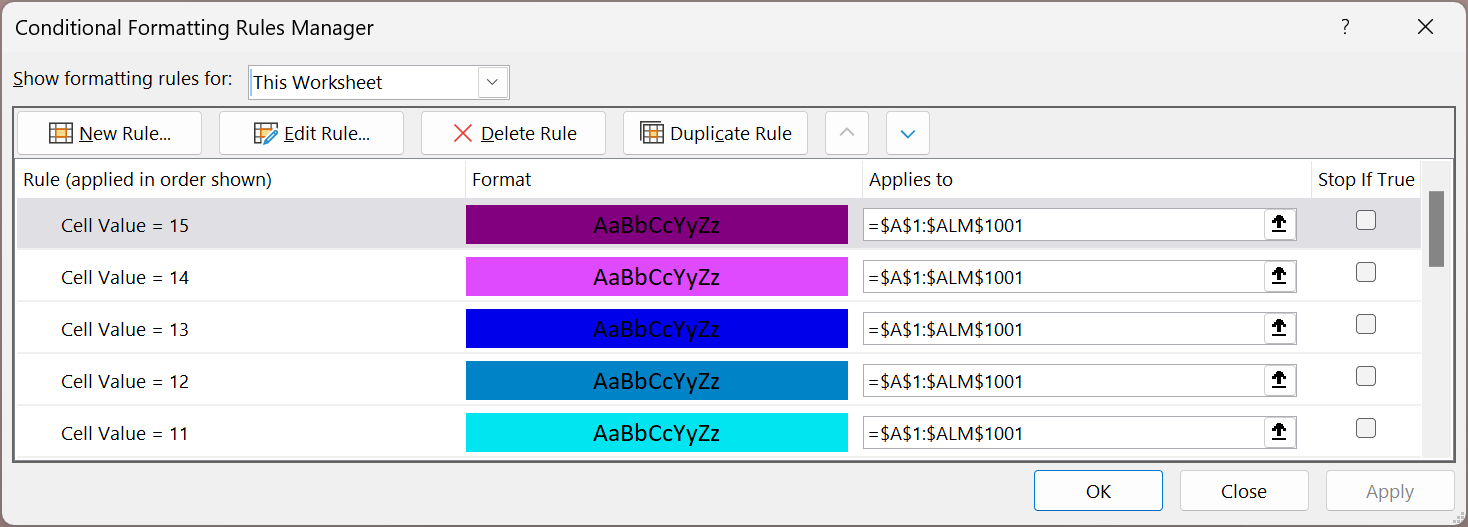 Conditional Formatting Rules Manager ?
Show formatting rules for: This Worksheet
New Rule... Edit Rule... Delete Rule Duplicate Rule
Rule (applied in order shown) Format Applies to Stop If True
Cell Value = 15 AaBbCcYyZz =$A$1:$ALM$1001
Cell Value = 14 AaBbCcYyZz =$A$1:$ALM$1001
Cell Value = 13 AaBbCcYyZz =$A$1:$ALM$1001
Cell Value = 12 AaBbCcYyZz =$A$1:$ALM$1001
Cell Value = 11 AaBbCcYyZz =$A$1:$ALM$1001
OK Close Apply